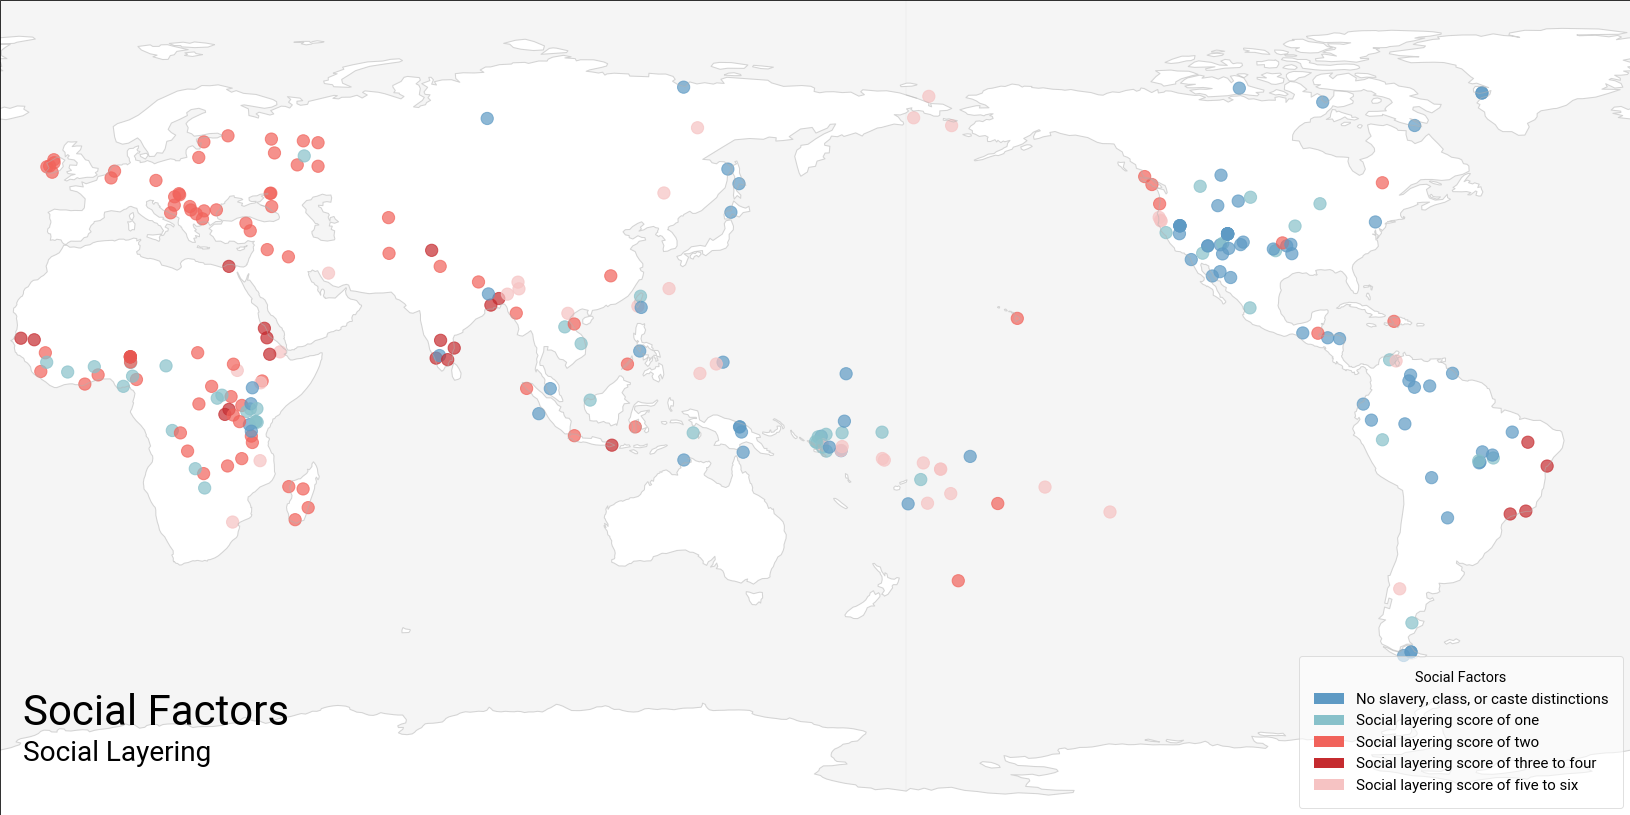 Social Factors
Social Layering
Social Factors
No slavery, class, or caste distinctions
Social layering score of one
Social layering score of two
Social layering score of three to four
Social layering score of five to six